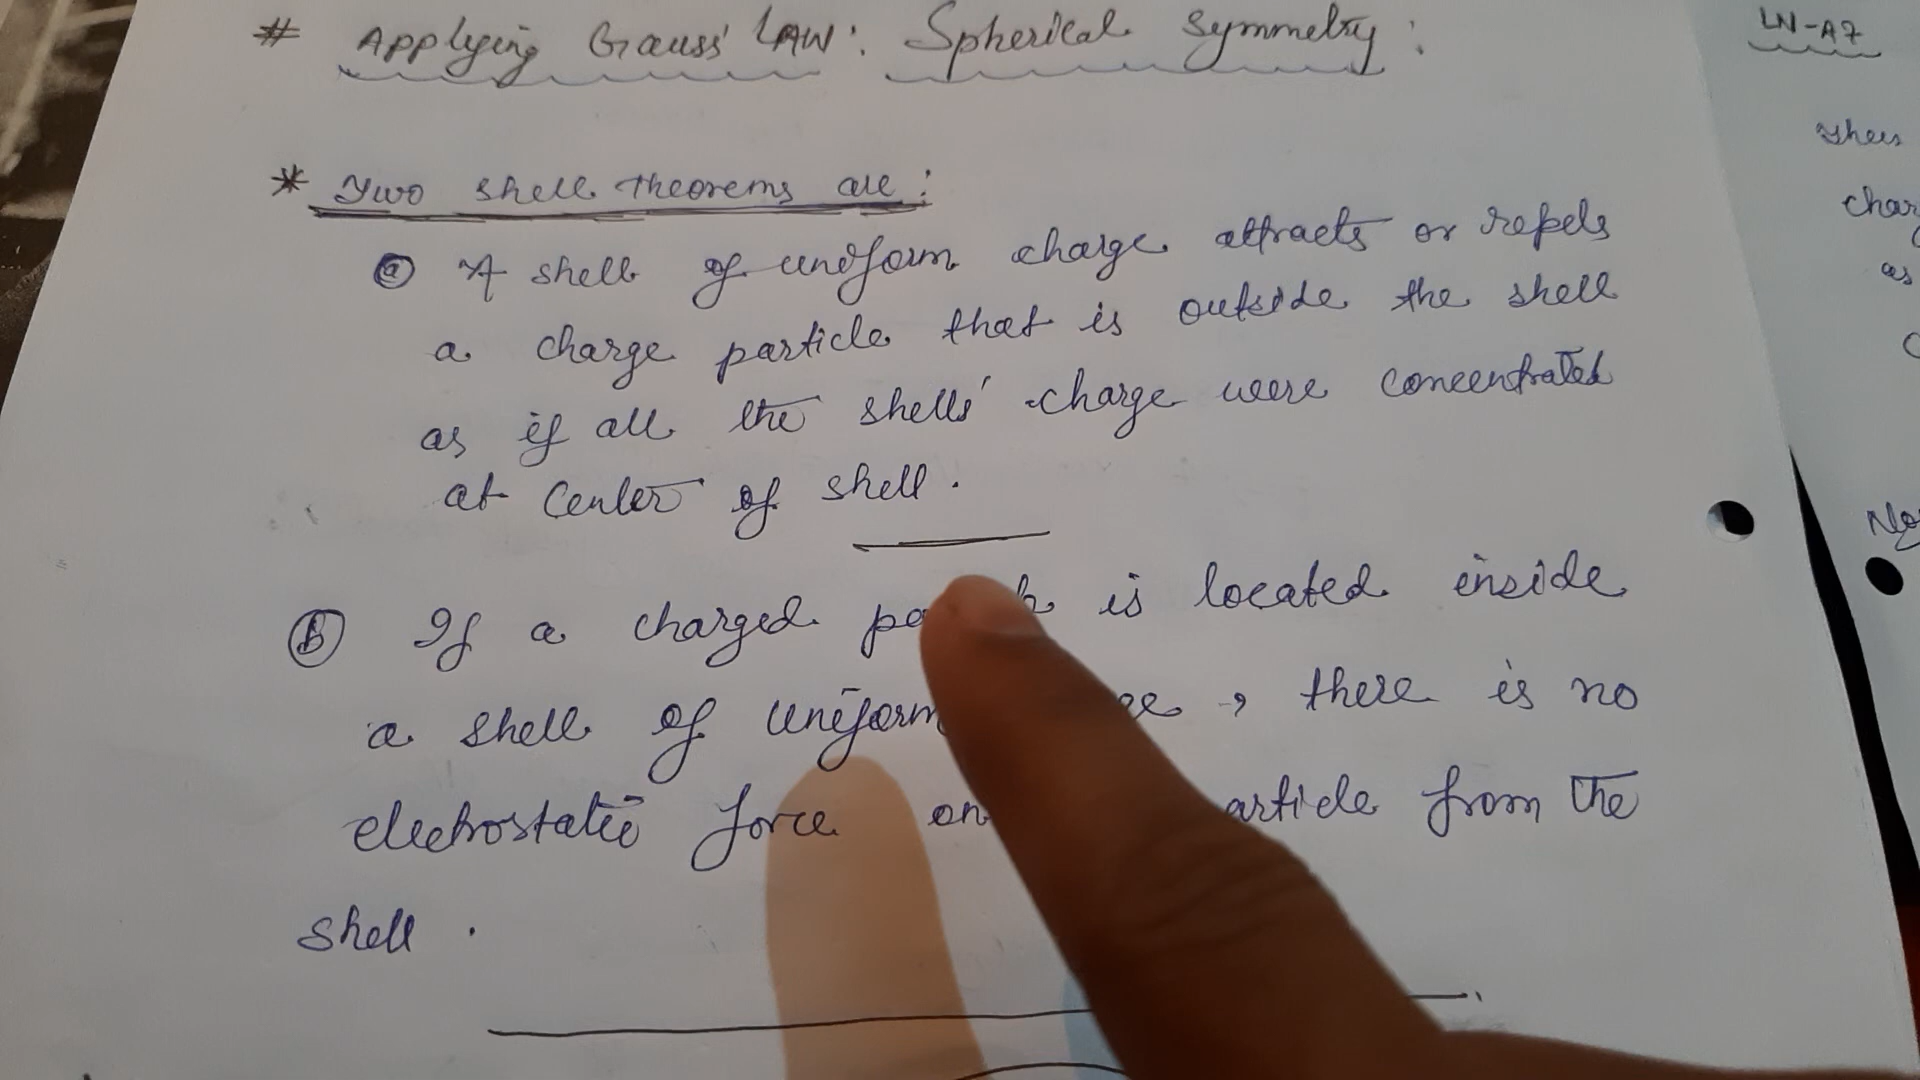 # Applying Gauss' LAW: Spherical Symmetry:
LN-A7
* Two shell theorems are:
ⓐ A shell of uniform charge attracts or repels
a charge particle that is outside the shell
as if all the shells' charge were concentrated
at Center of shell.
ⓑ If a charged is located inside
a shell of uniform, there is no
electrostatic force on from the
shell.
as